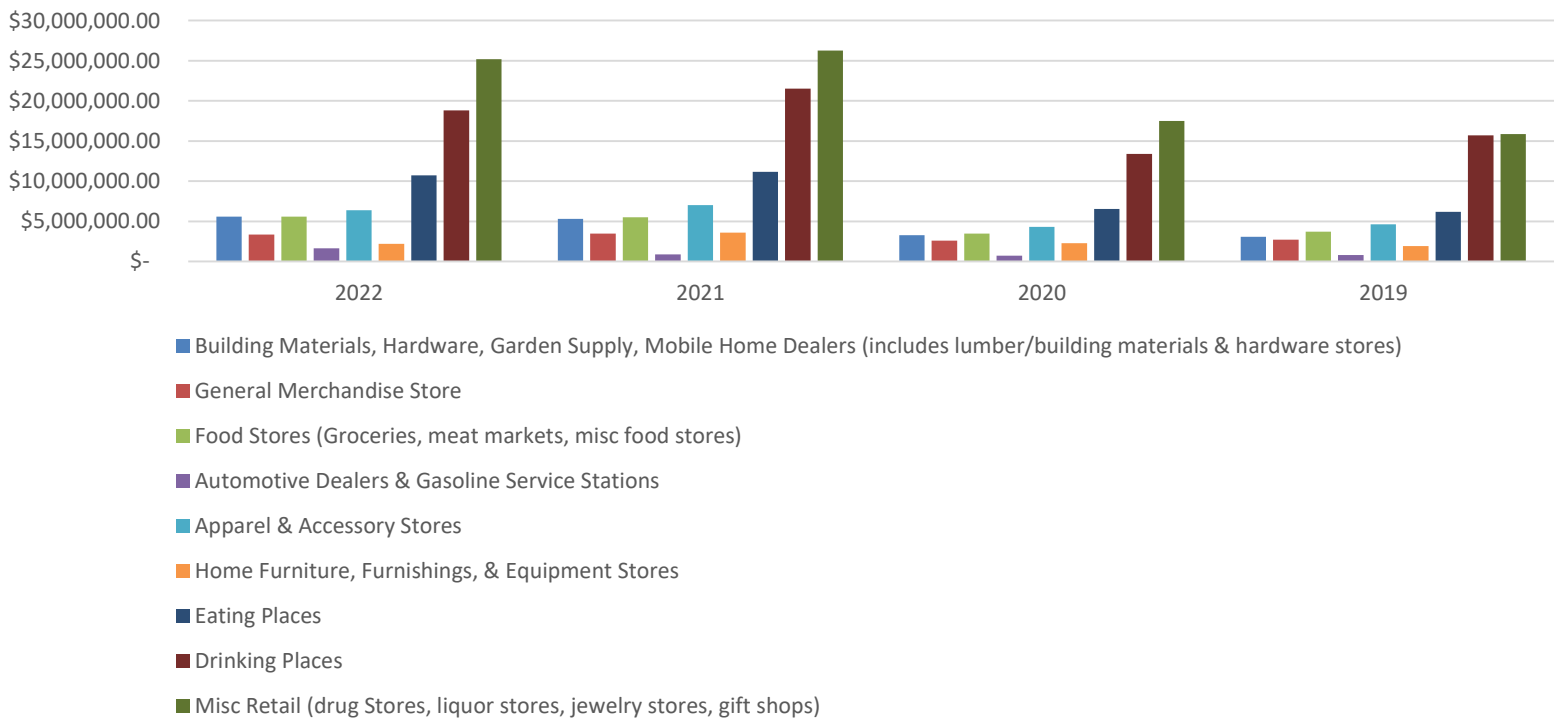 $30,000,000.00
$25,000,000.00
$20,000,000.00
$15,000,000.00
$10,000,000.00
$5,000,000.00
$-
2022 2021 2020 2019
Building Materials, Hardware, Garden Supply, Mobile Home Dealers (includes lumber/building materials & hardware stores)
General Merchandise Store
Food Stores (Groceries, meat markets, misc food stores)
Automotive Dealers & Gasoline Service Stations
Apparel & Accessory Stores
Home Furniture, Furnishings, & Equipment Stores
Eating Places
Drinking Places
Misc Retail (drug Stores, liquor stores, jewelry stores, gift shops)